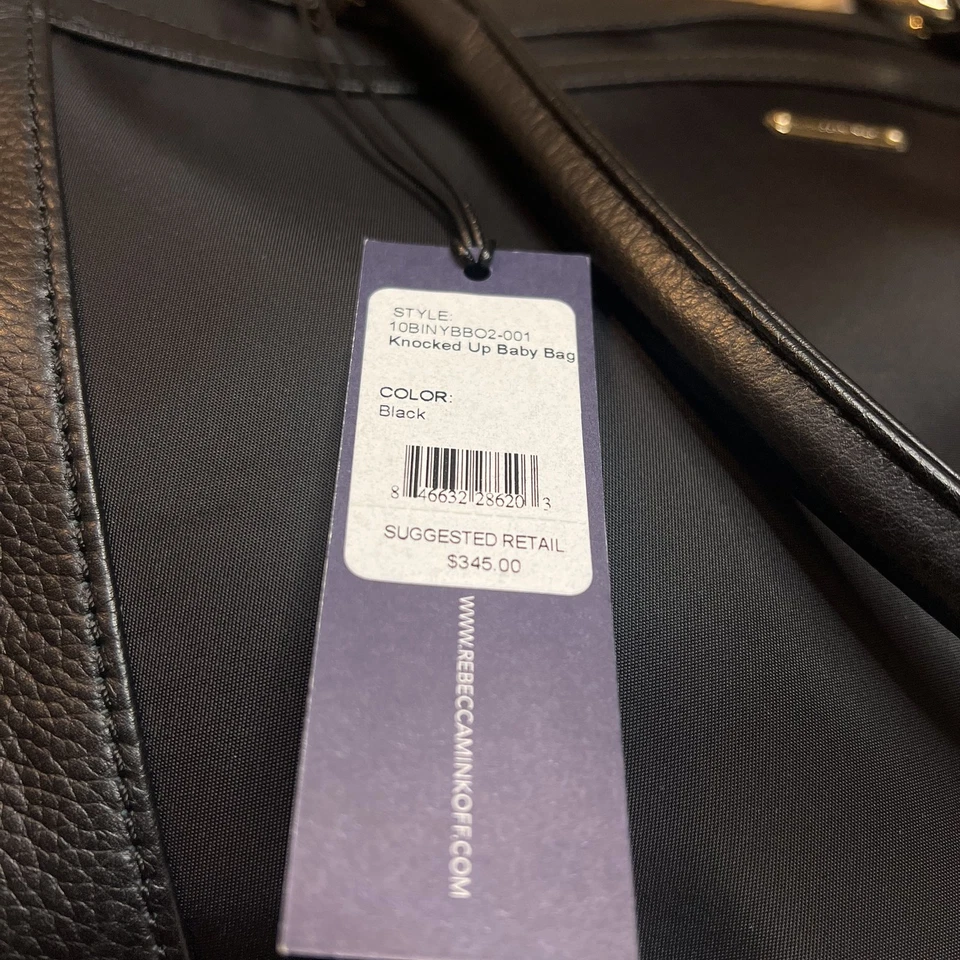 STYLE:
10BINYBBO2-001
Knocked Up Baby Bag
COLOR:
Black
8 46632 28620 3
SUGGESTED RETAIL
$345.00
WWW.REBECCAMINKOFF.COM